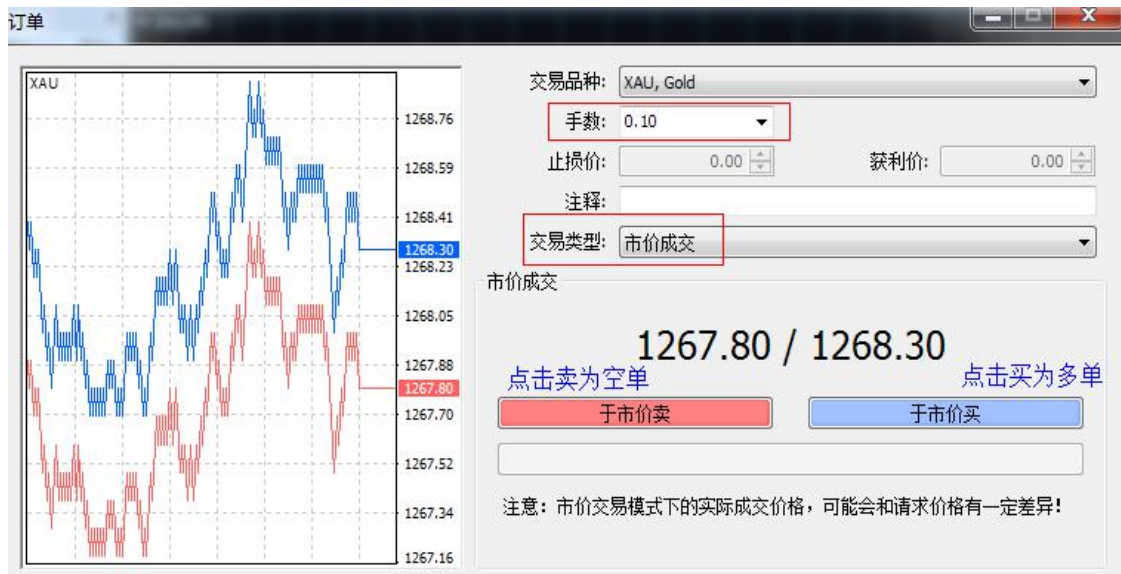 订单
XAU
1268.76
1268.59
1268.41
1268.30
1268.23
1268.05
1267.88
1267.80
1267.70
1267.52
1267.34
1267.16
交易品种: XAU, Gold
手数: 0.10
止损价: 0.00 获利价: 0.00
注释:
交易类型: 市价成交
市价成交
1267.80 / 1268.30
点击卖为空单 点击买为多单
于市价卖 于市价买
注意: 市价交易模式下的实际成交价格，可能会和请求价格有一定差异!